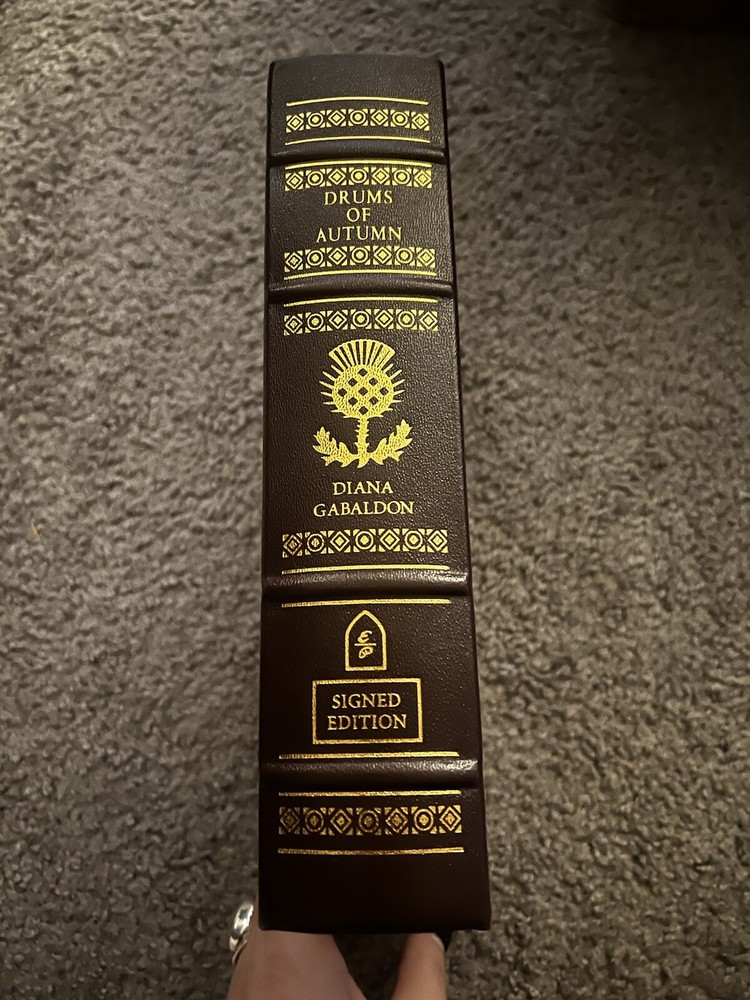 DRUMS
OF
AUTUMN
DIANA
GABALDON
SIGNED
EDITION